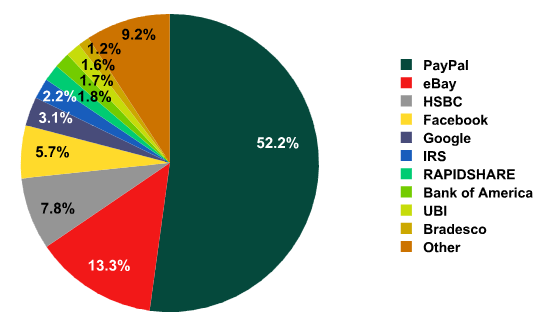 9.2%
1.2%
1.6%
1.7%
2.2%
1.8%
3.1%
5.7%
7.8%
13.3%
52.2%
PayPal
eBay
HSBC
Facebook
Google
IRS
RAPIDSHARE
Bank of America
UBI
Bradesco
Other